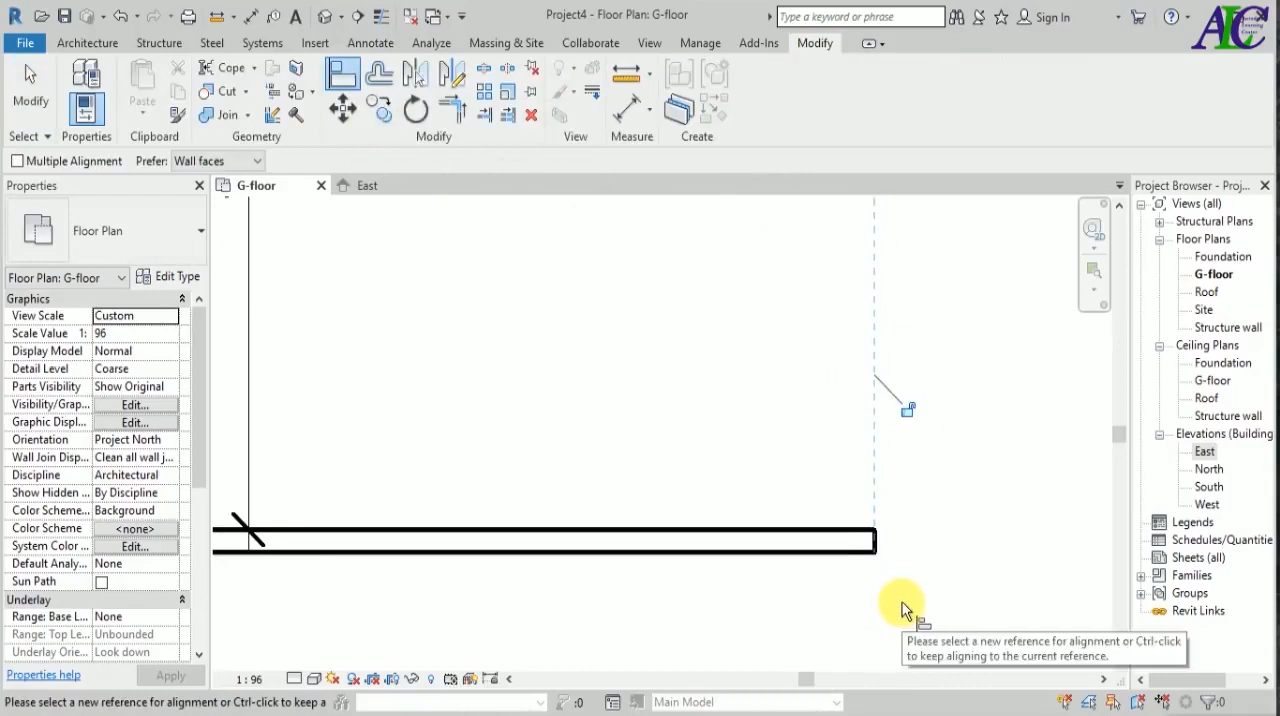 Project4 - Floor Plan: G-floor
Type a keyword or phrase
Sign In
ALC
File
Architecture
Structure
Steel
Systems
Insert
Annotate
Analyze
Massing & Site
Collaborate
View
Manage
Add-Ins
Modify
Modify
Paste
Cope
Cut
Join
Select
Properties
Clipboard
Geometry
Modify
View
Measure
Create
Multiple Alignment
Prefer:
Wall faces
Properties
G-floor
East
Project Browser - Proj...
Floor Plan
Floor Plan: G-floor
Edit Type
Graphics
View Scale
Custom
Scale Value 1:
96
Display Model
Normal
Detail Level
Coarse
Parts Visibility
Show Original
Visibility/Grap...
Edit...
Graphic Displ...
Edit...
Orientation
Project North
Wall Join Disp...
Clean all wall j...
Discipline
Architectural
Show Hidden ...
By Discipline
Color Scheme...
Background
Color Scheme
<none>
System Color ...
Edit...
Default Analy...
None
Sun Path
Underlay
Range: Base L...
None
Range: Top Le...
Unbounded
Underlay Orie...
Look down
Properties help
Apply
2D
Views (all)
Structural Plans
Floor Plans
Foundation
G-floor
Roof
Site
Structure wall
Ceiling Plans
Foundation
G-floor
Roof
Structure wall
Elevations (Building
East
North
South
West
Legends
Schedules/Quantitie
Sheets (all)
Families
Groups
Revit Links
Please select a new reference for alignment or Ctrl-click
to keep aligning to the current reference.
1 : 96
Please select a new reference for alignment or Ctrl-click to keep a
:0
Main Model
:0